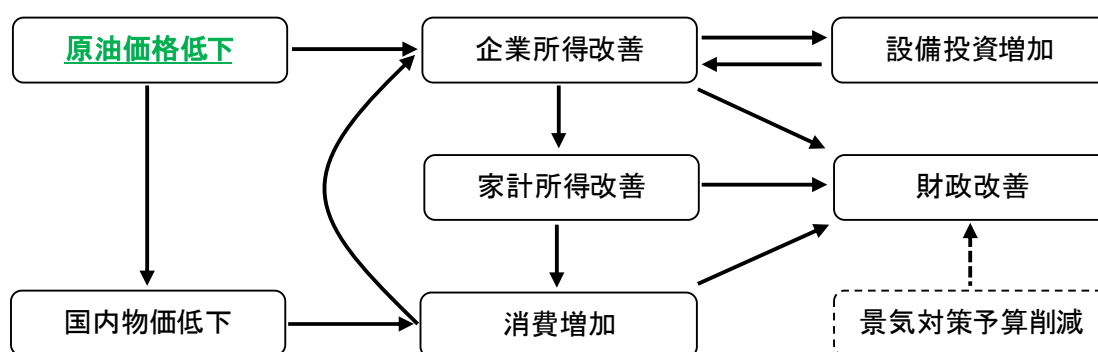 原油価格低下
企業所得改善
設備投資増加
家計所得改善
財政改善
国内物価低下
消費増加
景気対策予算削減